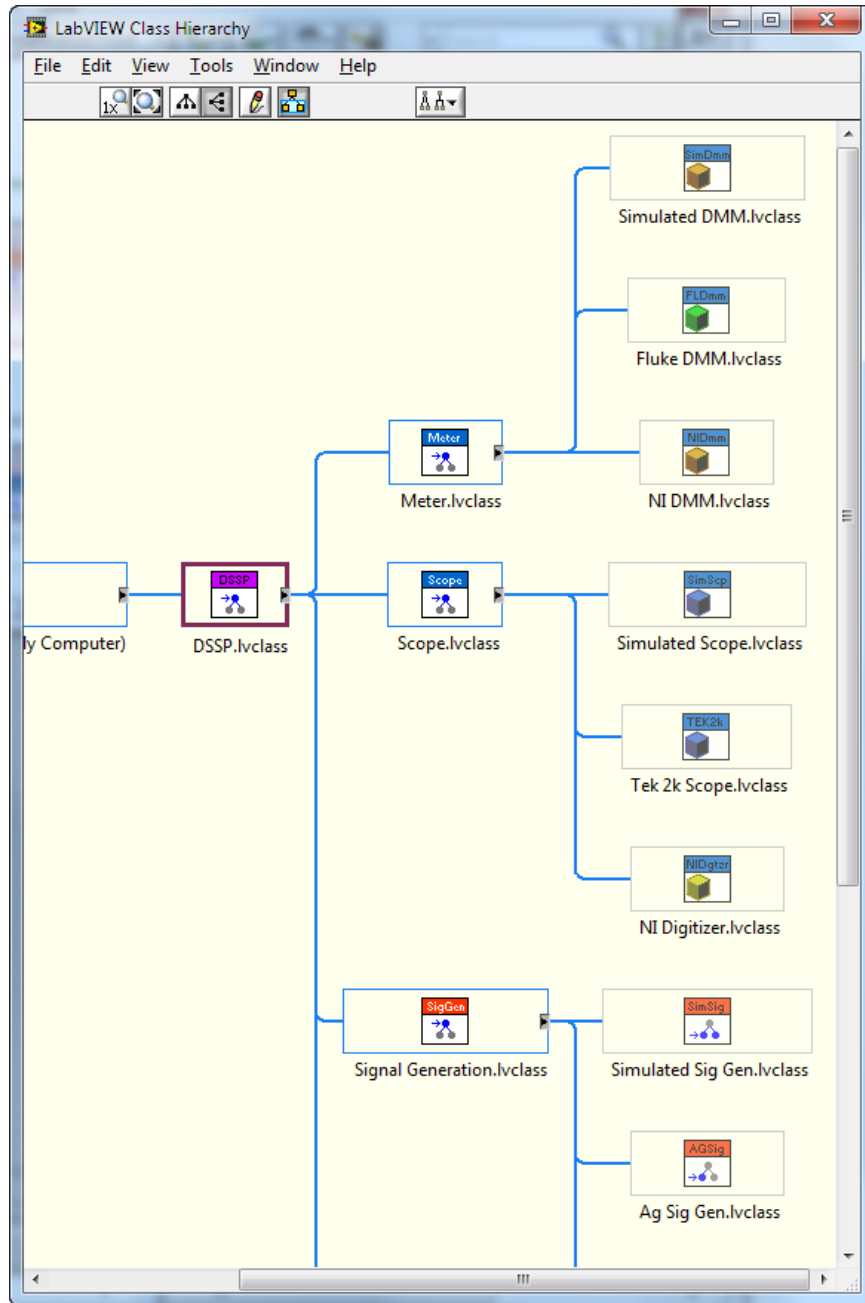 LabVIEW Class Hierarchy
File Edit View Tools Window Help
1x
SimDmm
Simulated DMM.lvclass
FLDmm
Fluke DMM.lvclass
Meter
Meter.lvclass
NIDmm
NI DMM.lvclass
ly Computer)
DSSP
DSSP.lvclass
Scope
Scope.lvclass
SimScp
Simulated Scope.lvclass
TEK2k
Tek 2k Scope.lvclass
NIDgtzr
NI Digitizer.lvclass
SigGen
Signal Generation.lvclass
SimSig
Simulated Sig Gen.lvclass
AGSig
Ag Sig Gen.lvclass